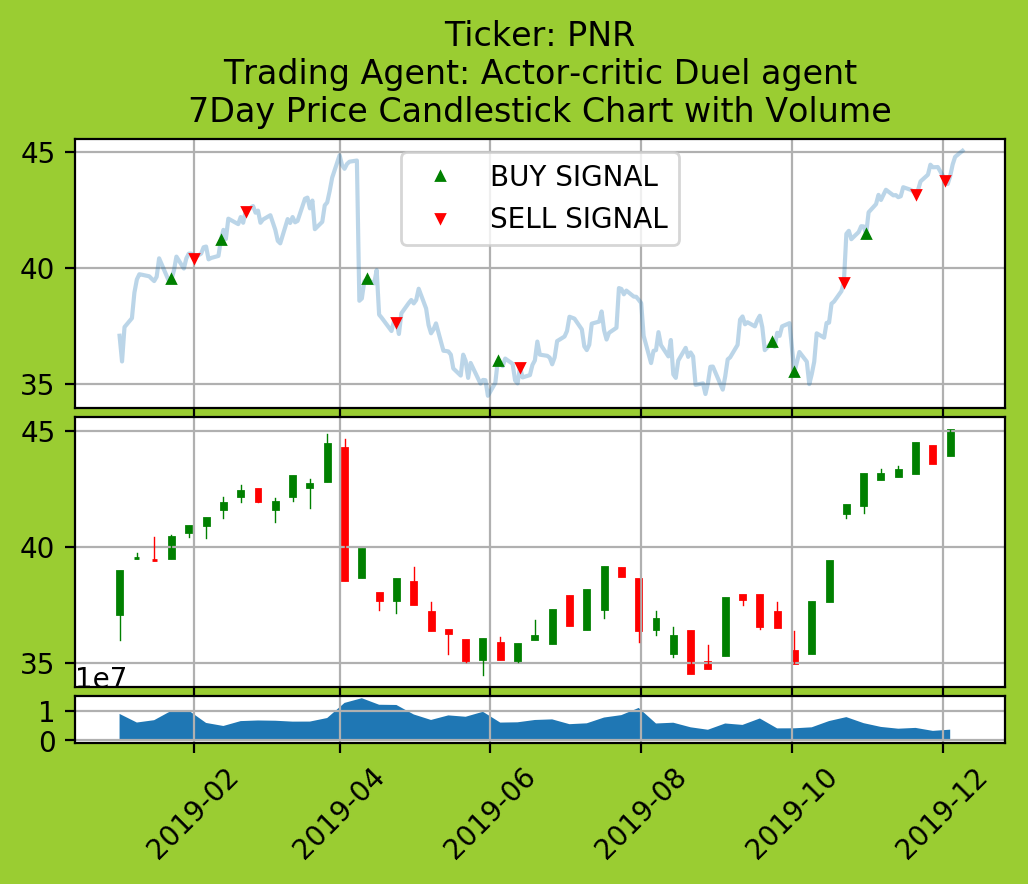 Ticker: PNR
Trading Agent: Actor-critic Duel agent
7Day Price Candlestick Chart with Volume
45
40
35
BUY SIGNAL
SELL SIGNAL
45
40
35
1e7
1
0
2019-02
2019-04
2019-06
2019-08
2019-10
2019-12